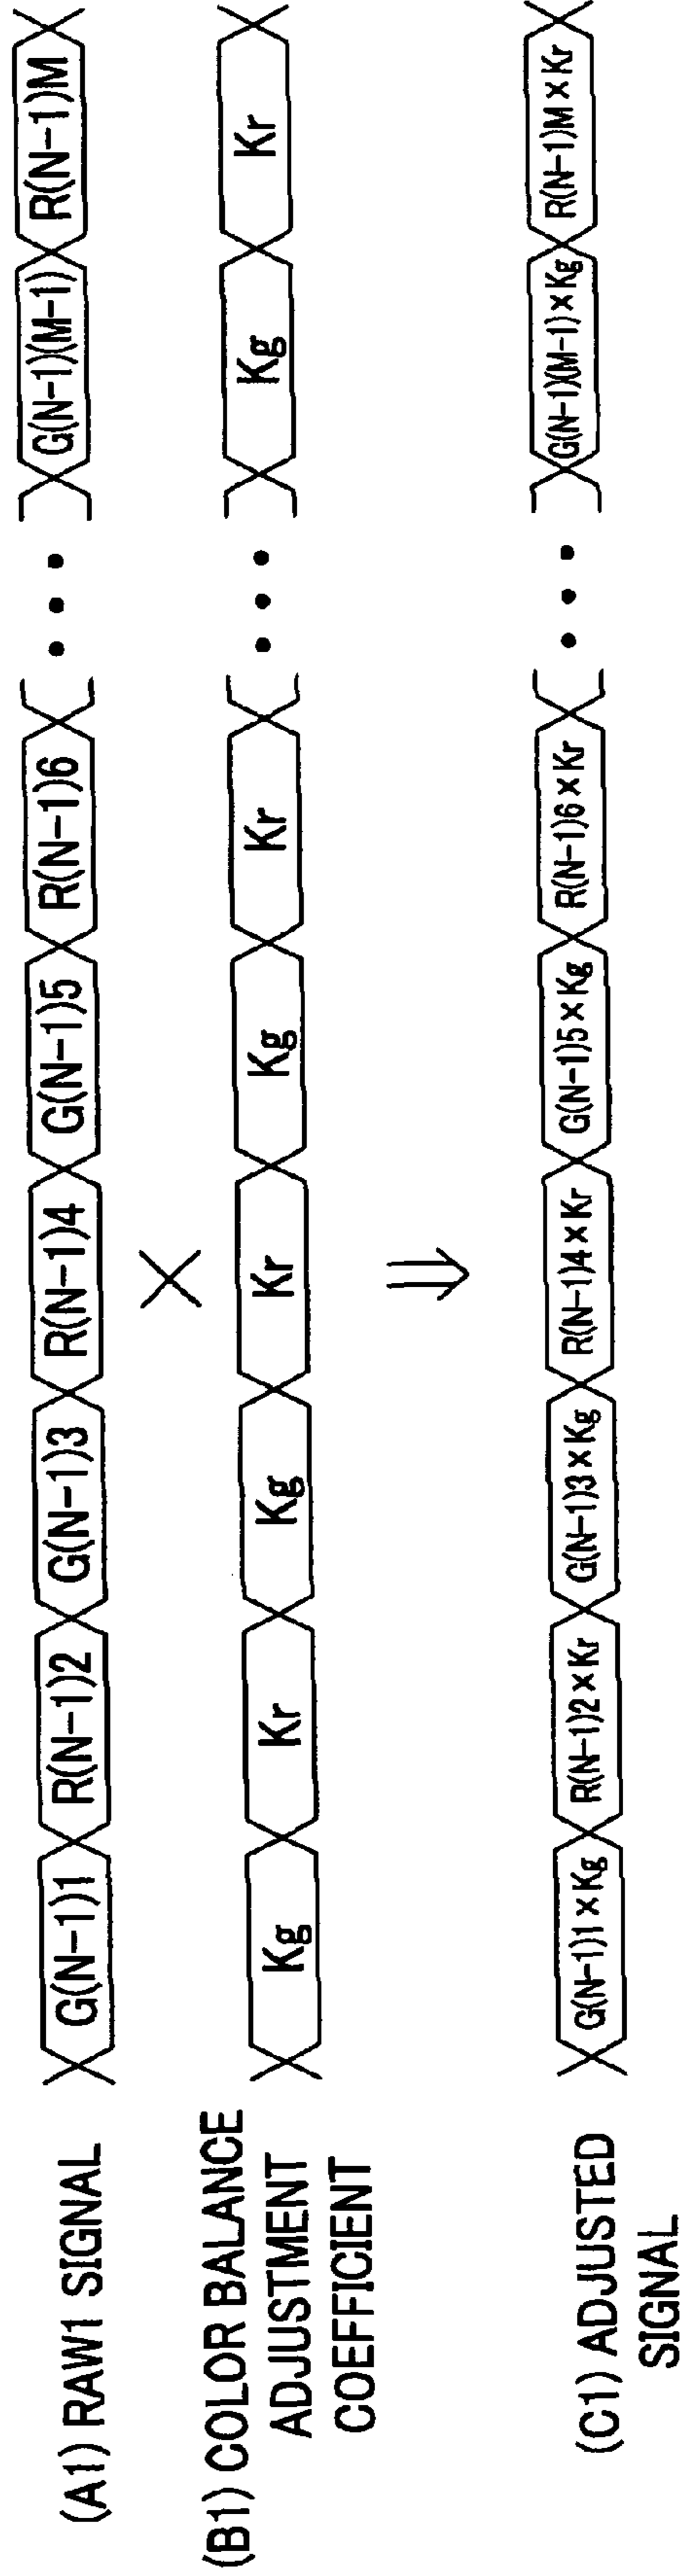 (A1) RAW1 SIGNAL
G(N-1)1 R(N-1)2 G(N-1)3 R(N-1)4 G(N-1)5 R(N-1)6 ••• G(N-1)(M-1) R(N-1)M
×
(B1) COLOR BALANCE
ADJUSTMENT
COEFFICIENT
Kg Kr Kg Kr Kg Kr ••• Kg Kr
⇒
(C1) ADJUSTED
SIGNAL
G(N-1)1×Kg R(N-1)2×Kr G(N-1)3×Kg R(N-1)4×Kr G(N-1)5×Kg R(N-1)6×Kr ••• G(N-1)(M-1)×Kg R(N-1)M×Kr